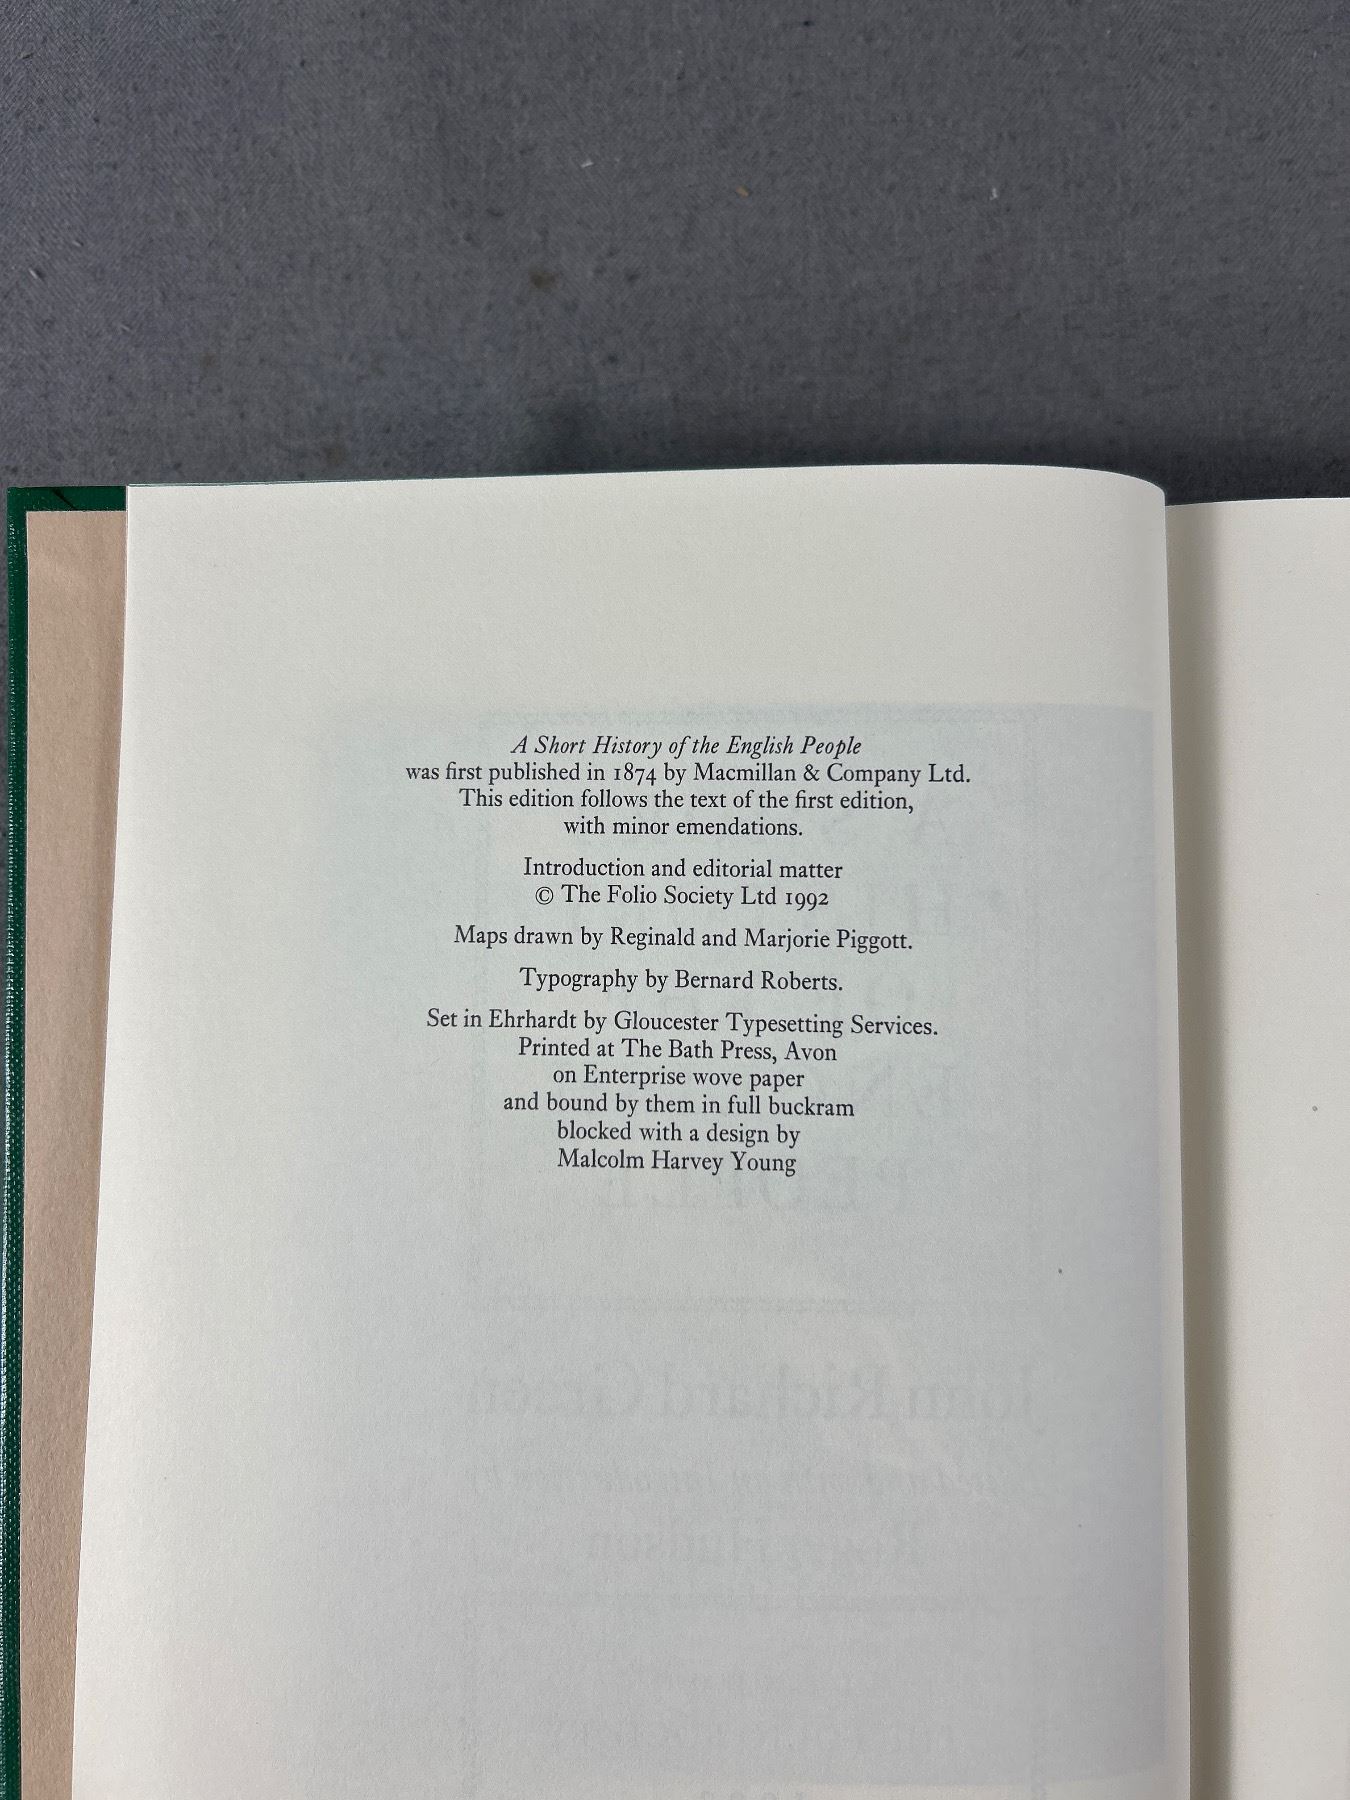 A Short History of the English People
was first published in 1874 by Macmillan & Company Ltd.
This edition follows the text of the first edition,
with minor emendations.
Introduction and editorial matter
© The Folio Society Ltd 1992
Maps drawn by Reginald and Marjorie Piggott.
Typography by Bernard Roberts.
Set in Ehrhardt by Gloucester Typesetting Services.
Printed at The Bath Press, Avon
on Enterprise wove paper
and bound by them in full buckram
blocked with a design by
Malcolm Harvey Young